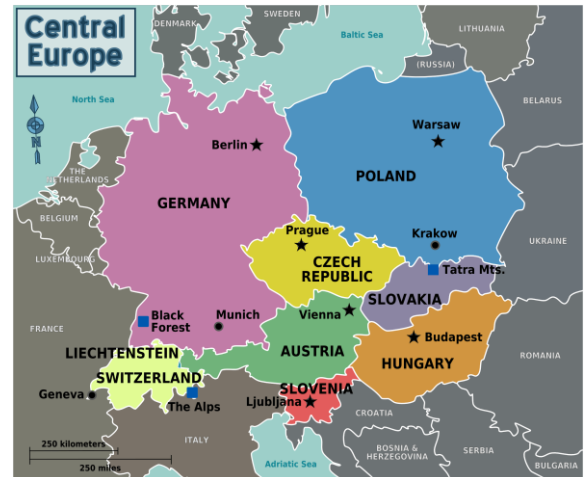 Central
Europe
DENMARK
SWEDEN
Baltic Sea
LITHUANIA
(RUSSIA)
North Sea
BELARUS
N
Warsaw
Berlin
THE
NETHERLANDS
POLAND
GERMANY
BELGIUM
Prague
Krakow
UKRAINE
LUXEMBOURG
CZECH
REPUBLIC
Tatra Mts.
SLOVAKIA
Black
Forest
Munich
Vienna
FRANCE
Budapest
LIECHTENSTEIN
AUSTRIA
ROMANIA
HUNGARY
SWITZERLAND
SLOVENIA
Geneva
The Alps
Ljubljana
CROATIA
ITALY
250 kilometers
250 miles
BOSNIA &
HERZEGOVINA
SERBIA
Adriatic Sea
BULGARIA